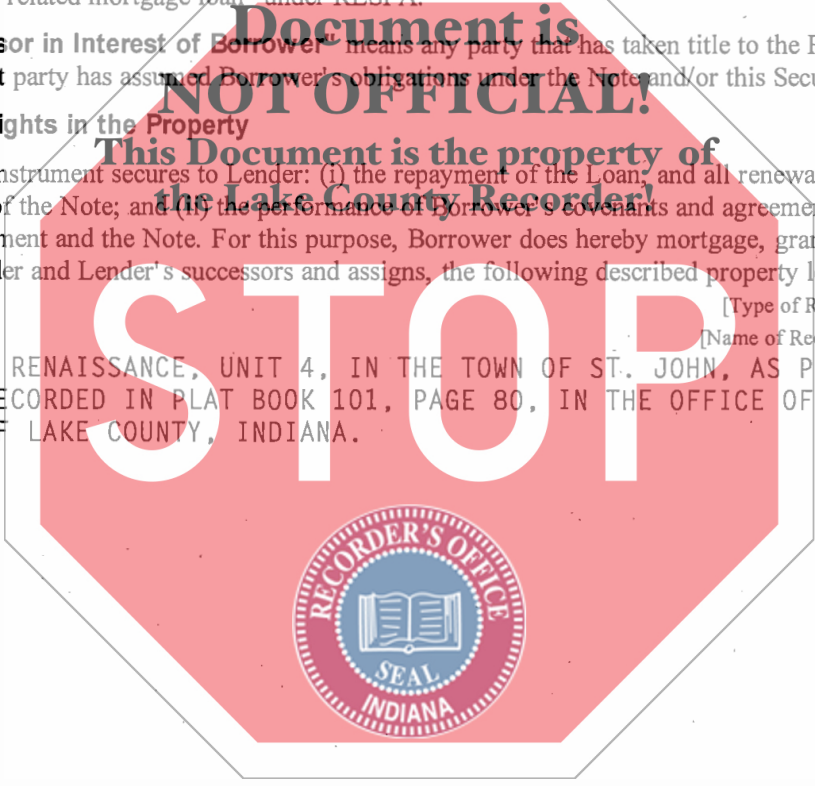 related mortgage loan" under RESPA.
Document is
sor in Interest of Borrower" means any party that has taken title to the P
t party has assumed Borrower's obligations under the Note and/or this Secu
NOT OFFICIAL!
ghts in the Property
This Document is the property of
nstrument secures to Lender: (i) the repayment of the Loan, and all renewa
the Lake County Recorder!
of the Note; and (ii) the performance of Borrower's covenants and agreemen
ment and the Note. For this purpose, Borrower does hereby mortgage, gran
der and Lender's successors and assigns, the following described property l
[Type of R
[Name of Rec
RENAISSANCE, UNIT 4, IN THE TOWN OF ST. JOHN, AS P
ECORDED IN PLAT BOOK 101, PAGE 80, IN THE OFFICE OF
F LAKE COUNTY, INDIANA.
STOP
RECORDER'S OFFICE
SEAL
INDIANA